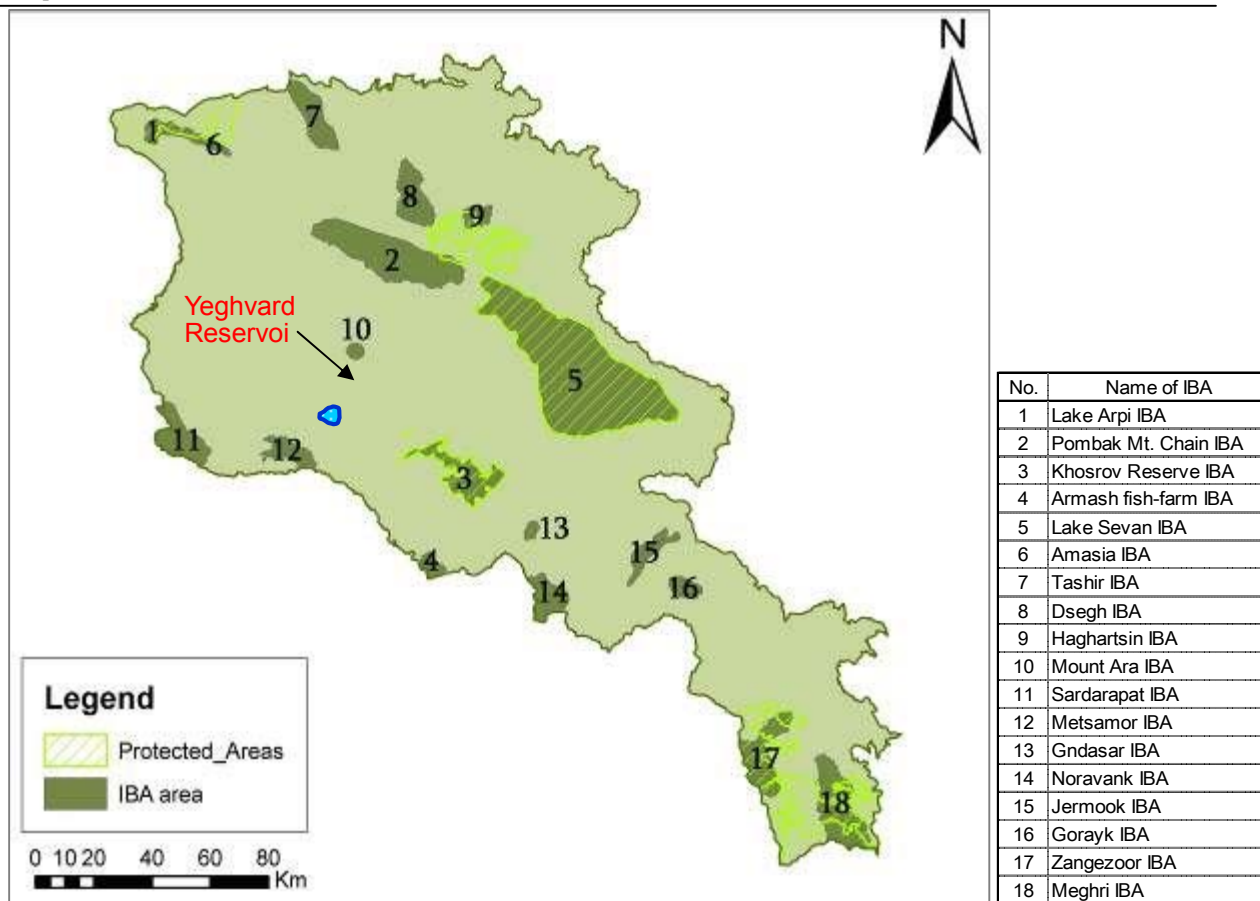 N
7
1
6
8
9
2
Yeghvard
Reservoi
10
5
11
12
3
13
15
4
14
16
17
18
Legend
Protected_Areas
IBA area
0 10 20 40 60 80
Km
No. Name of IBA
1 Lake Arpi IBA
2 Pombak Mt. Chain IBA
3 Khosrov Reserve IBA
4 Armash fish-farm IBA
5 Lake Sevan IBA
6 Amasia IBA
7 Tashir IBA
8 Dsegh IBA
9 Haghartsin IBA
10 Mount Ara IBA
11 Sardarapat IBA
12 Metsamor IBA
13 Gndasar IBA
14 Noravank IBA
15 Jermook IBA
16 Gorayk IBA
17 Zangezoor IBA
18 Meghri IBA